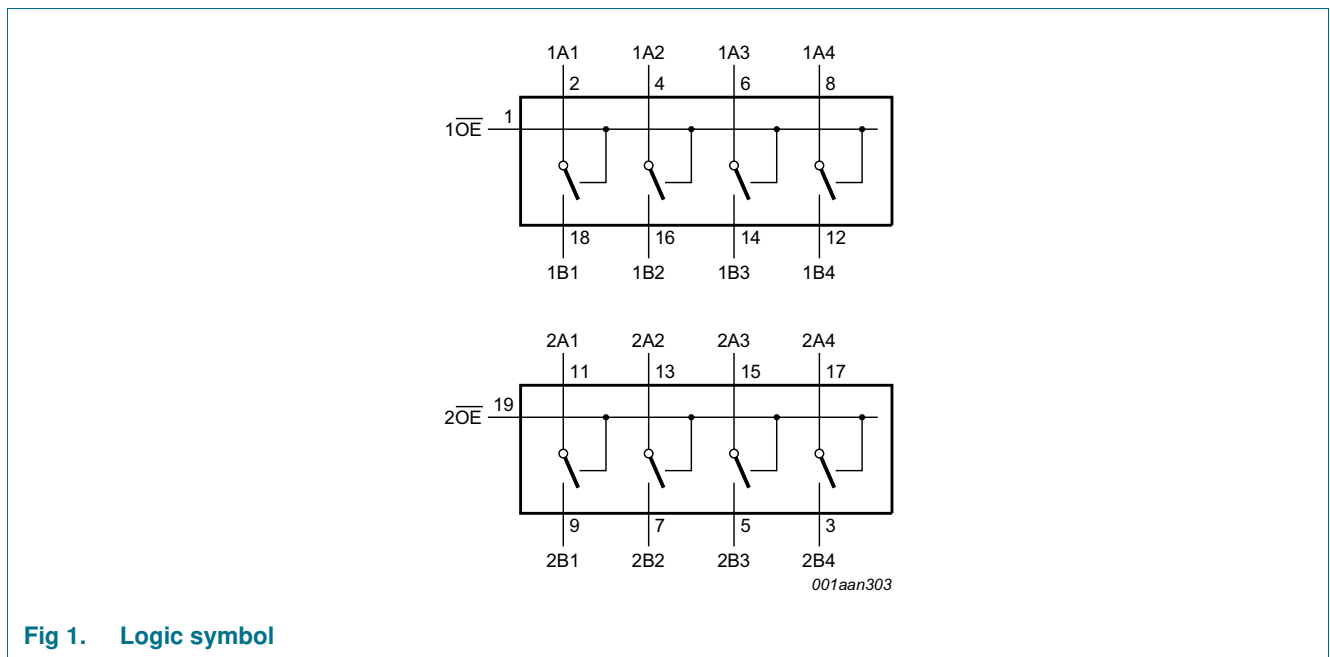 1A1 1A2 1A3 1A4
2 4 6 8
1O̅E̅ 1
18 16 14 12
1B1 1B2 1B3 1B4
2A1 2A2 2A3 2A4
11 13 15 17
2O̅E̅ 19
9 7 5 3
2B1 2B2 2B3 2B4
001aan303
Fig 1. Logic symbol